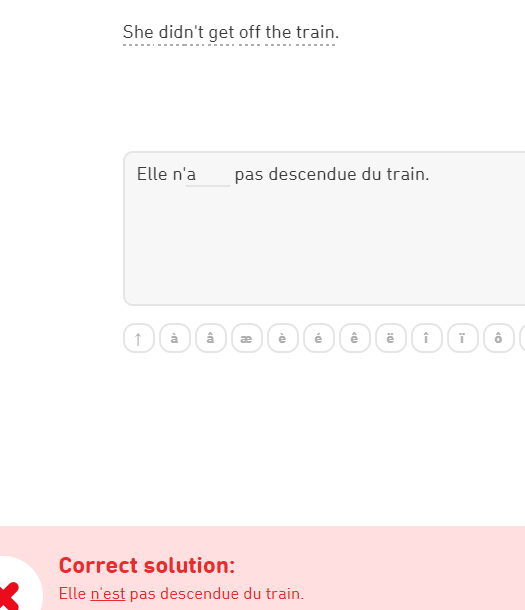 She didn't get off the train.
Elle n'a pas descendue du train.
↑ à â æ è é ê ë î ï ô
Correct solution:
Elle n'est pas descendue du train.